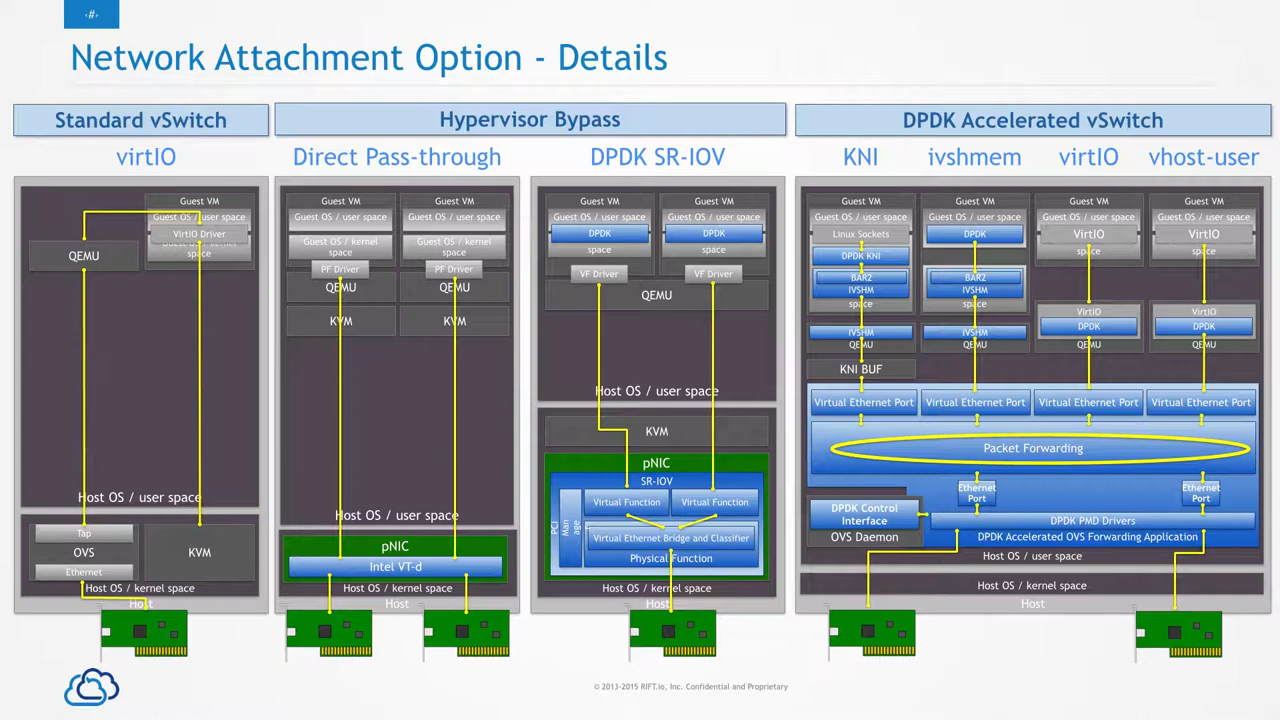 ‹#›
Network Attachment Option - Details
Standard vSwitch
Hypervisor Bypass
DPDK Accelerated vSwitch
virtIO
Direct Pass-through
DPDK SR-IOV
KNI
ivshmem
virtIO
vhost-user
Guest VM
Guest OS / user space
VirtIO Driver
Guest OS / kernel
space
QEMU
Host OS / user space
Tap
OVS
Ethernet
KVM
Host OS / kernel space
Host
Guest VM
Guest OS / user space
Guest OS / kernel
space
PF Driver
QEMU
KVM
Guest VM
Guest OS / user space
Guest OS / kernel
space
PF Driver
QEMU
KVM
Host OS / user space
pNIC
Intel VT-d
Host OS / kernel space
Host
Guest VM
Guest OS / user space
DPDK
space
VF Driver
Guest VM
Guest OS / user space
DPDK
space
VF Driver
QEMU
Host OS / user space
KVM
pNIC
SR-IOV
PCI
Man
age
Virtual Function
Virtual Function
Virtual Ethernet Bridge and Classifier
Physical Function
Host OS / kernel space
Host
Guest VM
Guest OS / user space
Linux Sockets
DPDK KNI
BAR2
IVSHM
space
IVSHM
QEMU
KNI BUF
Guest VM
Guest OS / user space
DPDK
BAR2
IVSHM
space
IVSHM
QEMU
Guest VM
Guest OS / user space
VirtIO
space
VirtIO
DPDK
QEMU
Guest VM
Guest OS / user space
VirtIO
space
VirtIO
DPDK
QEMU
Virtual Ethernet Port
Virtual Ethernet Port
Virtual Ethernet Port
Virtual Ethernet Port
Packet Forwarding
Ethernet
Port
Ethernet
Port
DPDK Control
Interface
OVS Daemon
DPDK PMD Drivers
DPDK Accelerated OVS Forwarding Application
Host OS / user space
Host OS / kernel space
Host
© 2013-2015 RIFT.io, Inc. Confidential and Proprietary